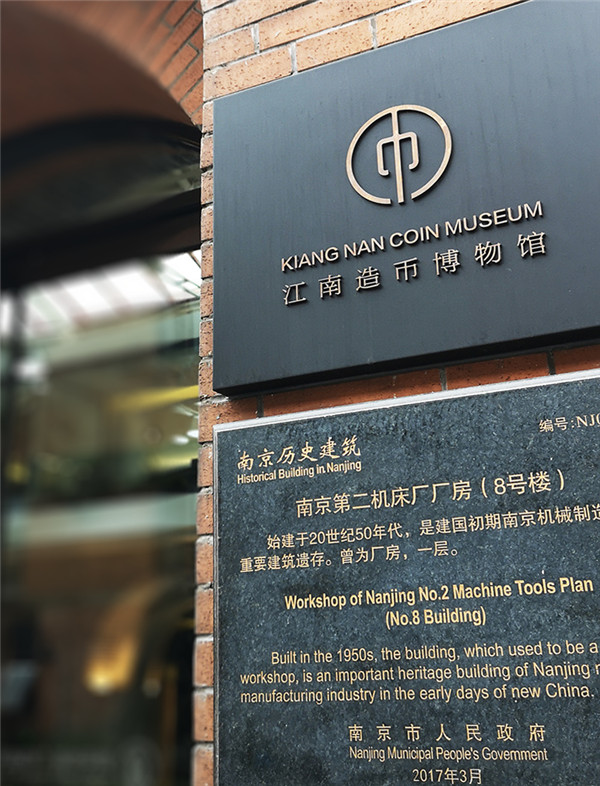 KIANG NAN COIN MUSEUM
江南造币博物馆
南京历史建筑
Historical Building in Nanjing
编号:NJ
南京第二机床厂厂房(8号楼)
始建于20世纪50年代,是建国初期南京机械制造
重要建筑遗存。曾为厂房,一层。
Workshop of Nanjing No.2 Machine Tools Plan
(No.8 Building)
Built in the 1950s, the building, which used to be a
workshop, is an important heritage building of Nanjing
manufacturing industry in the early days of new China.
南京市人民政府
Nanjing Municipal People's Government
2017年3月